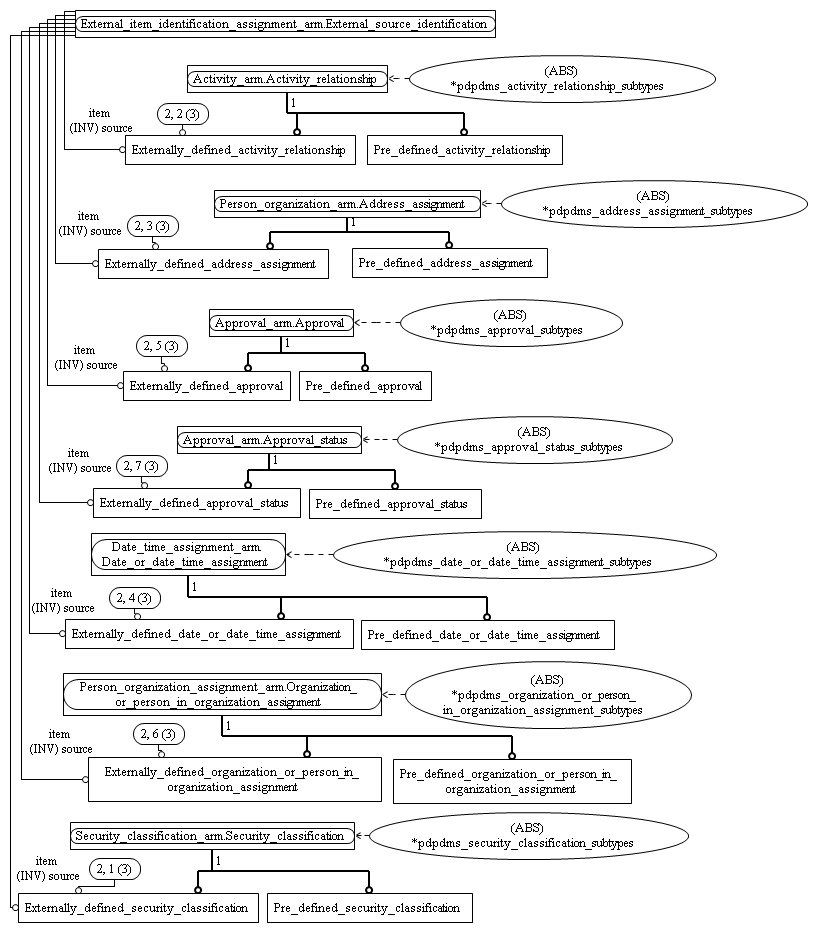 External_item_identification_assignment_arm.External_source_identification
(ABS)
*pdpdms_activity_relationship_subtypes
Activity_arm.Activity_relationship
1
item
(INV) source
2, 2 (3)
Externally_defined_activity_relationship
Pre_defined_activity_relationship
(ABS)
*pdpdms_address_assignment_subtypes
Person_organization_arm.Address_assignment
1
item
(INV) source
2, 3 (3)
Externally_defined_address_assignment
Pre_defined_address_assignment
(ABS)
*pdpdms_approval_subtypes
Approval_arm.Approval
1
item
(INV) source
2, 5 (3)
Externally_defined_approval
Pre_defined_approval
(ABS)
*pdpdms_approval_status_subtypes
Approval_arm.Approval_status
1
item
(INV) source
2, 7 (3)
Externally_defined_approval_status
Pre_defined_approval_status
Date_time_assignment_arm.
Date_or_date_time_assignment
(ABS)
*pdpdms_date_or_date_time_assignment_subtypes
1
item
(INV) source
2, 4 (3)
Externally_defined_date_or_date_time_assignment
Pre_defined_date_or_date_time_assignment
Person_organization_assignment_arm.Organization_
or_person_in_organization_assignment
(ABS)
*pdpdms_organization_or_person_
in_organization_assignment_subtypes
1
item
(INV) source
2, 6 (3)
Externally_defined_organization_or_person_in_
organization_assignment
Pre_defined_organization_or_person_in_
organization_assignment
(ABS)
*pdpdms_security_classification_subtypes
Security_classification_arm.Security_classification
1
item
(INV) source
2, 1 (3)
Externally_defined_security_classification
Pre_defined_security_classification